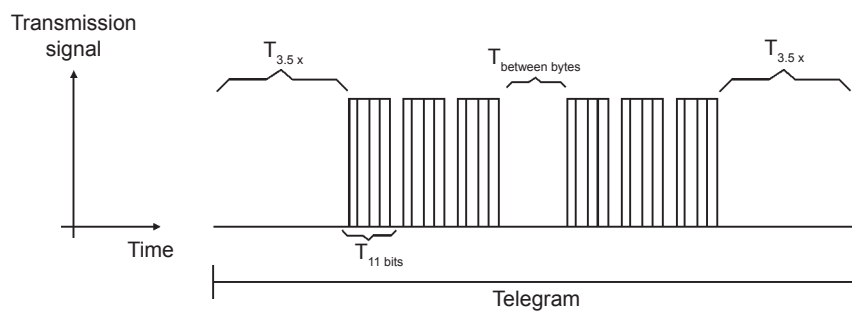 Transmission
signal
T3.5 x
Tbetween bytes
T3.5 x
Time
T11 bits
Telegram